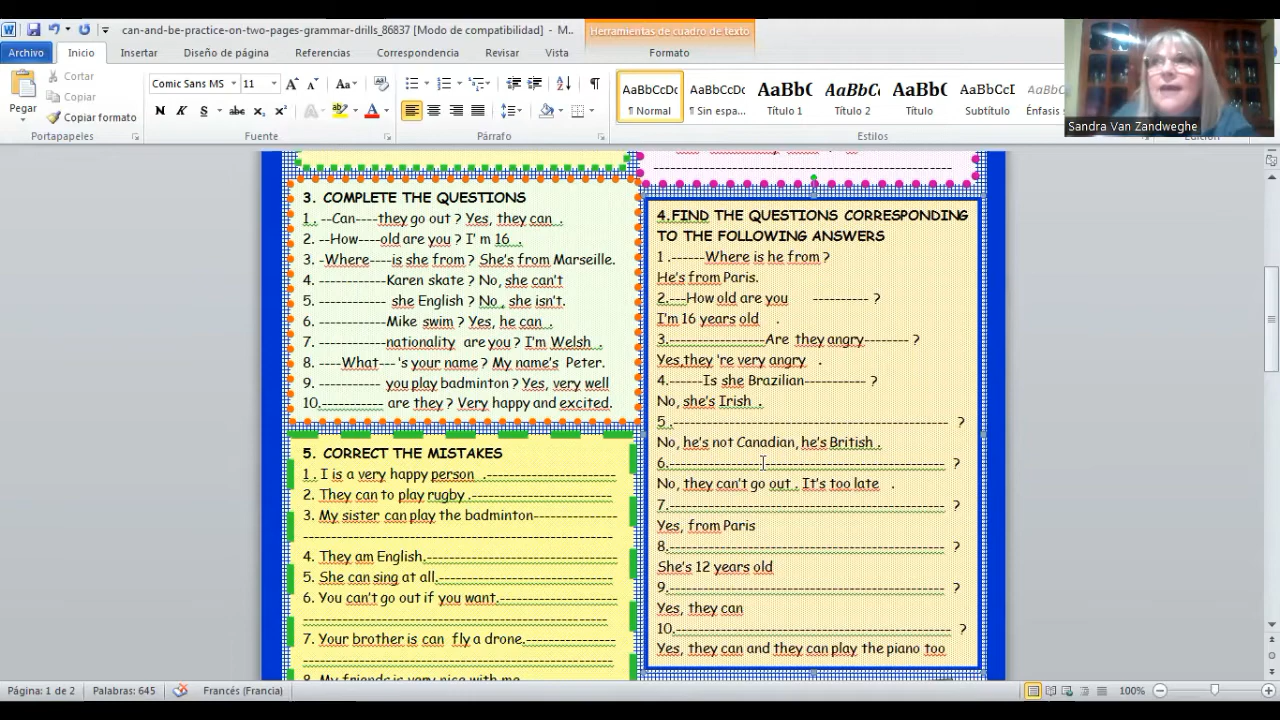 can-and-be-practice-on-two-pages-grammar-drills_86837 [Modo de compatibilidad] - M...
Herramientas de cuadro de texto
Archivo Inicio Insertar Diseño de página Referencias Correspondencia Revisar Vista Formato
Pegar
Cortar
Copiar
Copiar formato
Portapapeles
Comic Sans MS 11
N K S abc x₂ x²
Fuente
Párrafo
AaBbCcDc AaBbCcDc AaBbC AaBbCc AaBbC AaBbCcI
¶ Normal ¶ Sin espa... Título 1 Título 2 Título Subtítulo Énfasis
Estilos
Sandra Van Zandweghe
3. COMPLETE THE QUESTIONS
1 . --Can----they go out ? Yes, they can .
2. --How----old are you ? I' m 16 .
3. -Where----is she from ? She's from Marseille.
4. ------------Karen skate ? No, she can't
5. ------------ she English ? No , she isn't.
6. ------------Mike swim ? Yes, he can .
7. ------------nationality are you ? I'm Welsh .
8. ----What--- 's your name ? My name's Peter.
9. ----------- you play badminton ? Yes, very well
10.----------- are they ? Very happy and excited.
4.FIND THE QUESTIONS CORRESPONDING
TO THE FOLLOWING ANSWERS
1 .------Where is he from ?
He's from Paris.
2.---How old are you ---------- ?
I'm 16 years old .
3.-----------------Are they angry-------- ?
Yes,they 're very angry .
4.------Is she Brazilian----------- ?
No, she's Irish .
5 .------------------------------------------------- ?
No, he's not Canadian, he's British .
6.------------------------------------------------- ?
No, they can't go out . It's too late .
7.------------------------------------------------- ?
Yes, from Paris
8.------------------------------------------------- ?
She's 12 years old
9.------------------------------------------------- ?
Yes, they can
10.------------------------------------------------- ?
Yes, they can and they can play the piano too
5. CORRECT THE MISTAKES
1 . I is a very happy person .-----------------------
2. They can to play rugby .-------------------------
3. My sister can play the badminton---------------
-------------------------------------------------------
4. They am English.----------------------------------
5. She can sing at all.--------------------------------
6. You can't go out if you want.---------------------
-------------------------------------------------------
7. Your brother is can fly a drone.----------------
-------------------------------------------------------
8. My friends is very nice with me
Página: 1 de 2 Palabras: 645 Francés (Francia) 100%